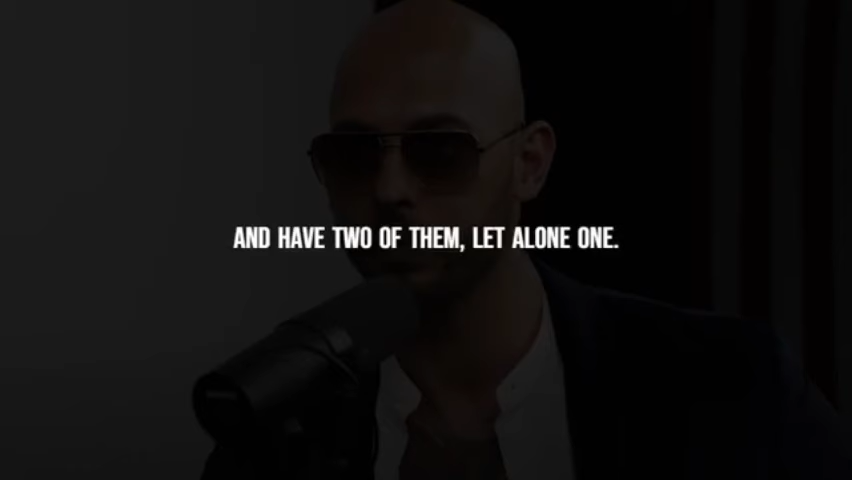 AND HAVE TWO OF THEM, LET ALONE ONE.